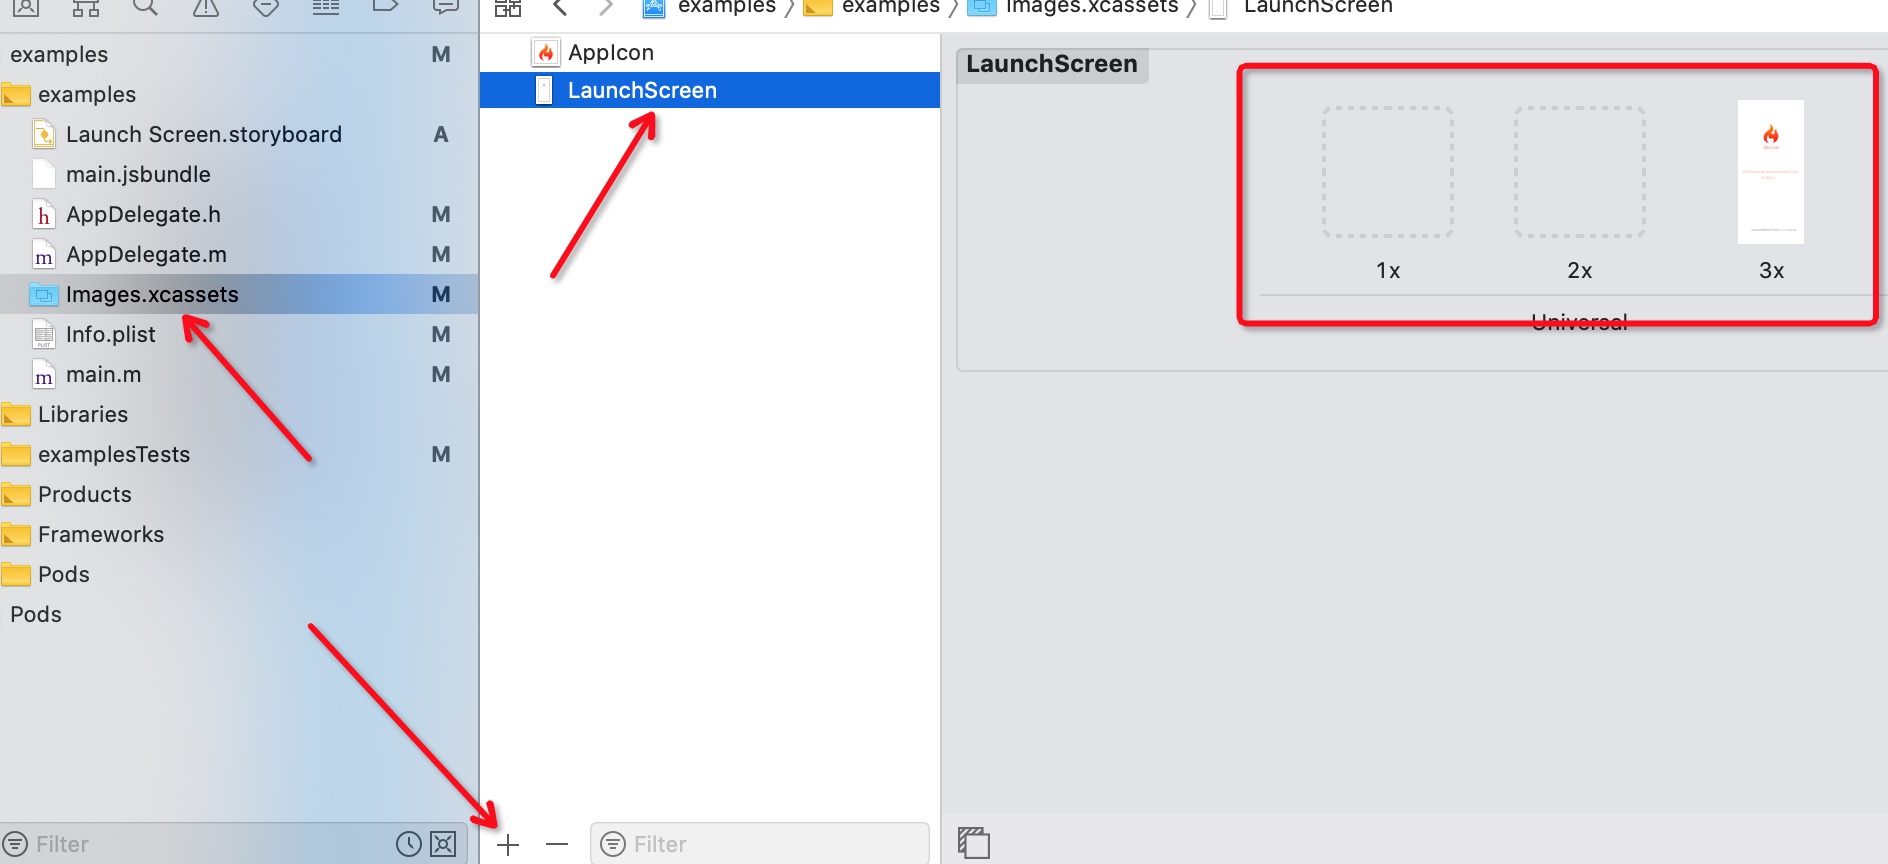 examples examples Images.xcassets LaunchScreen
examples M
examples
Launch Screen.storyboard A
main.jsbundle
AppDelegate.h M
AppDelegate.m M
Images.xcassets M
Info.plist M
main.m M
Libraries
examplesTests M
Products
Frameworks
Pods
Pods
Filter
AppIcon
LaunchScreen
Filter
LaunchScreen
1x 2x 3x
Universal